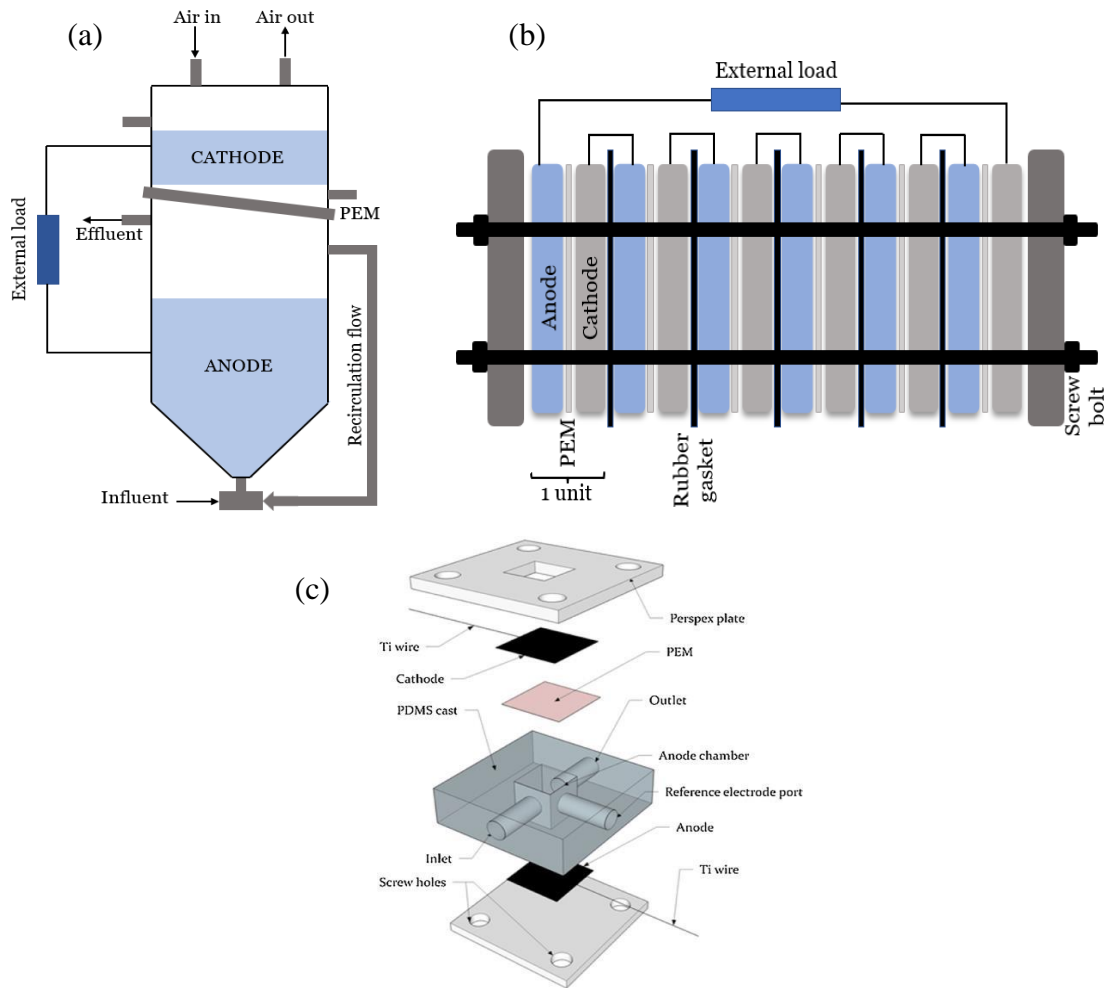 (a)
Air in
Air out
CATHODE
PEM
Effluent
External load
ANODE
Recirculation flow
Influent
(b)
External load
Anode
Cathode
PEM
1 unit
Rubber
gasket
Screw
bolt
(c)
Perspex plate
Ti wire
Cathode
PEM
PDMS cast
Outlet
Anode chamber
Reference electrode port
Anode
Inlet
Ti wire
Screw holes